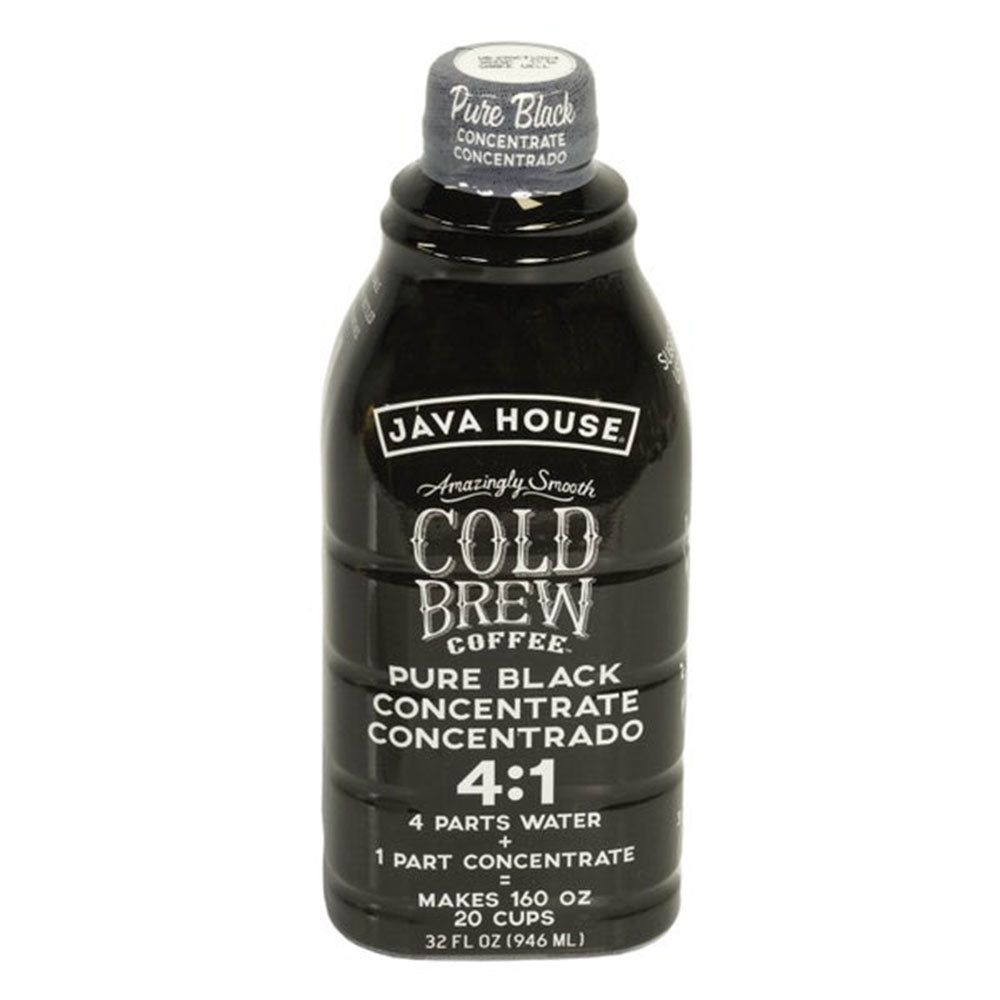 Pure Black
CONCENTRATE
CONCENTRADO
JAVA HOUSE®
Amazingly Smooth
COLD
BREW
COFFEE™
PURE BLACK
CONCENTRATE
CONCENTRADO
4:1
4 PARTS WATER
+
1 PART CONCENTRATE
=
MAKES 160 OZ
20 CUPS
32 FL OZ (946 ML)